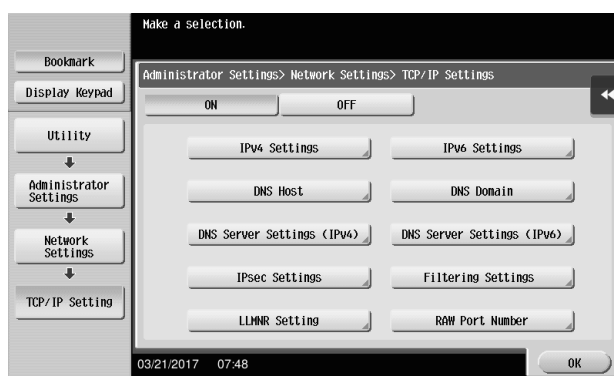 Make a selection.
Bookmark
Display Keypad
Utility
Administrator
Settings
Network
Settings
TCP/IP Setting
Administrator Settings> Network Settings> TCP/IP Settings
ON
OFF
IPv4 Settings
IPv6 Settings
DNS Host
DNS Domain
DNS Server Settings (IPv4)
DNS Server Settings (IPv6)
IPsec Settings
Filtering Settings
LLMNR Setting
RAW Port Number
03/21/2017 07:48
OK